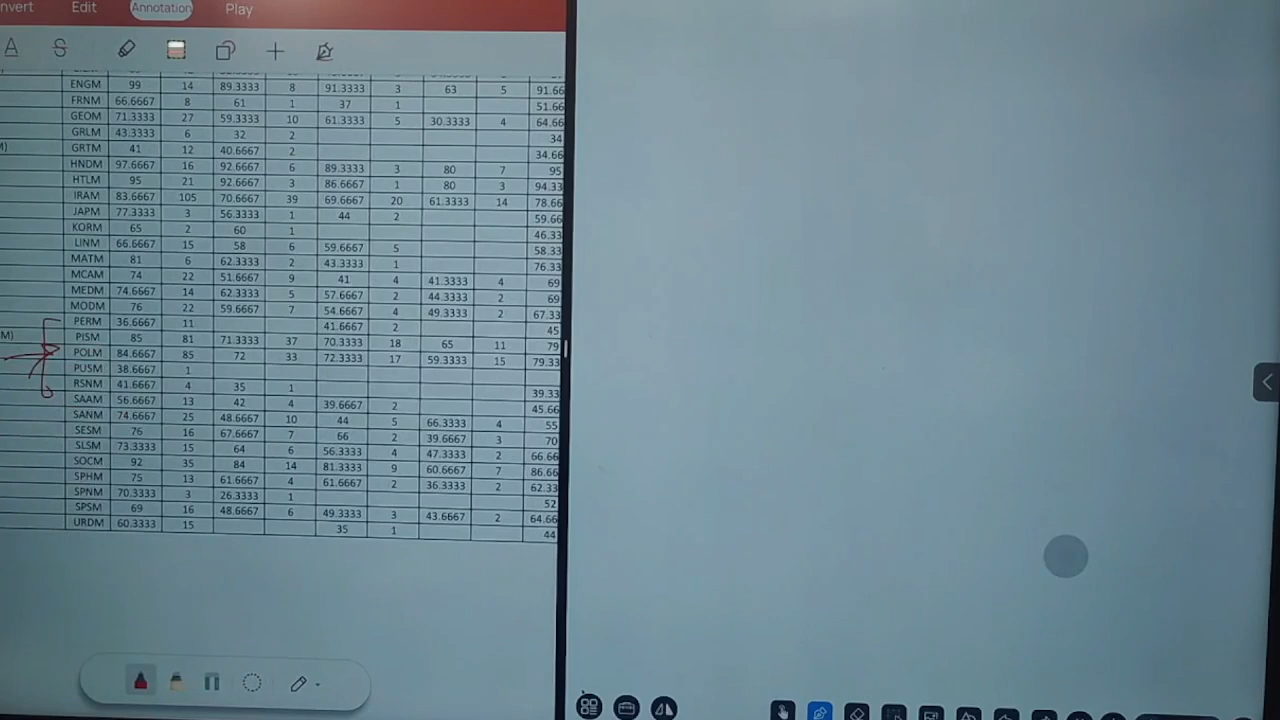 Edit Annotation Play
ENGM 99 14 89.3333 8 91.3333 3 63 5 91.66
FRNM 66.6667 8 61 1 37 1 51.66
GEOM 71.3333 27 59.3333 10 61.3333 5 30.3333 4 64.66
GRLM 43.3333 6 32 2 34
M) GRTM 41 12 40.6667 2 34.66
HNDM 97.6667 16 92.6667 6 89.3333 3 80 7 95
HTLM 95 21 92.6667 3 86.6667 1 80 3 94.33
IRAM 83.6667 105 70.6667 39 69.6667 20 61.3333 14 78.66
JAPM 77.3333 3 56.3333 1 44 2 59.66
KORM 65 2 60 1 46.33
LINM 66.6667 15 58 6 59.6667 5 58.33
MATM 81 6 62.3333 2 43.3333 1 76.33
MCAM 74 22 51.6667 9 41 4 41.3333 4 69
MEDM 74.6667 14 62.3333 5 57.6667 2 44.3333 2 69
MODM 76 22 59.6667 7 54.6667 4 49.3333 2 67.33
PERM 36.6667 11 41.6667 2 45
M) PISM 85 81 71.3333 37 70.3333 18 65 11 79
POLM 84.6667 85 72 33 72.3333 17 59.3333 15 79.33
PUSM 38.6667 1
RSNM 41.6667 4 35 1 39.33
SAAM 56.6667 13 42 4 39.6667 2 45.66
SANM 74.6667 25 48.6667 10 44 5 66.3333 4 55
SESM 76 16 67.6667 7 66 2 39.6667 3 70
SLSM 73.3333 15 64 6 56.3333 4 47.3333 2 66.66
SOCM 92 35 84 14 81.3333 9 60.6667 7 86.66
SPHM 75 13 61.6667 4 61.6667 2 36.3333 2 62.33
SPNM 70.3333 3 26.3333 1 52
SPSM 69 16 48.6667 6 49.3333 3 43.6667 2 64.66
URDM 60.3333 15 35 1 44